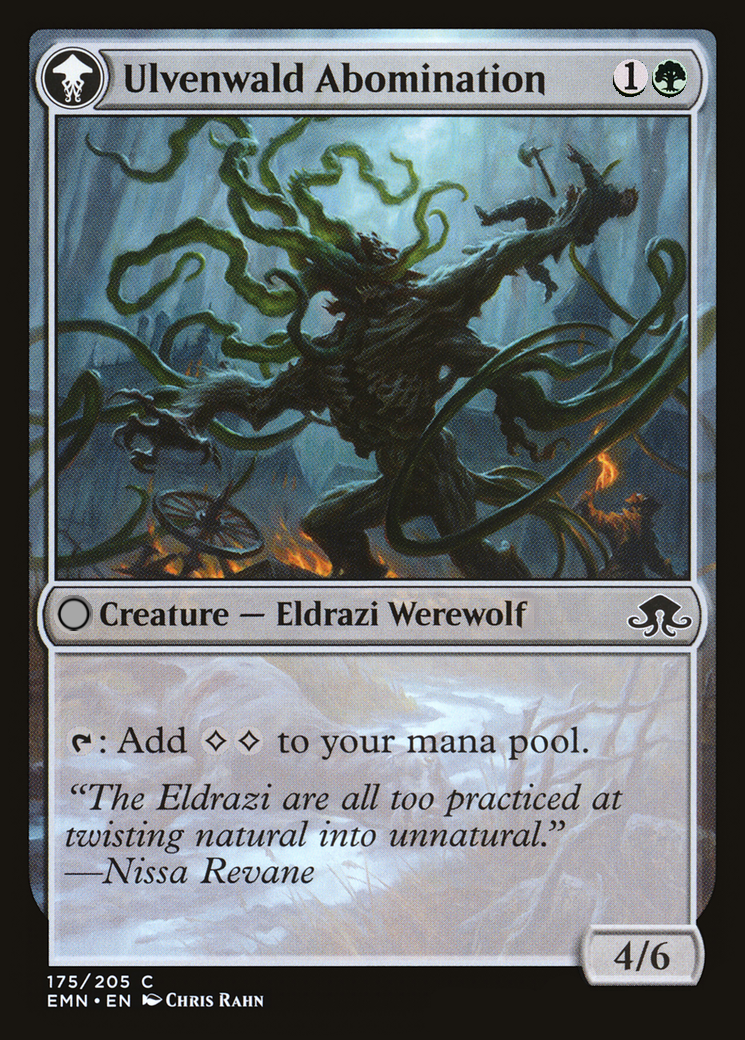 Ulvenwald Abomination 1
Creature — Eldrazi Werewolf
: Add to your mana pool.
“The Eldrazi are all too practiced at
twisting natural into unnatural.”
—Nissa Revane
4/6
175/205 C
EMN • EN Chris Rahn